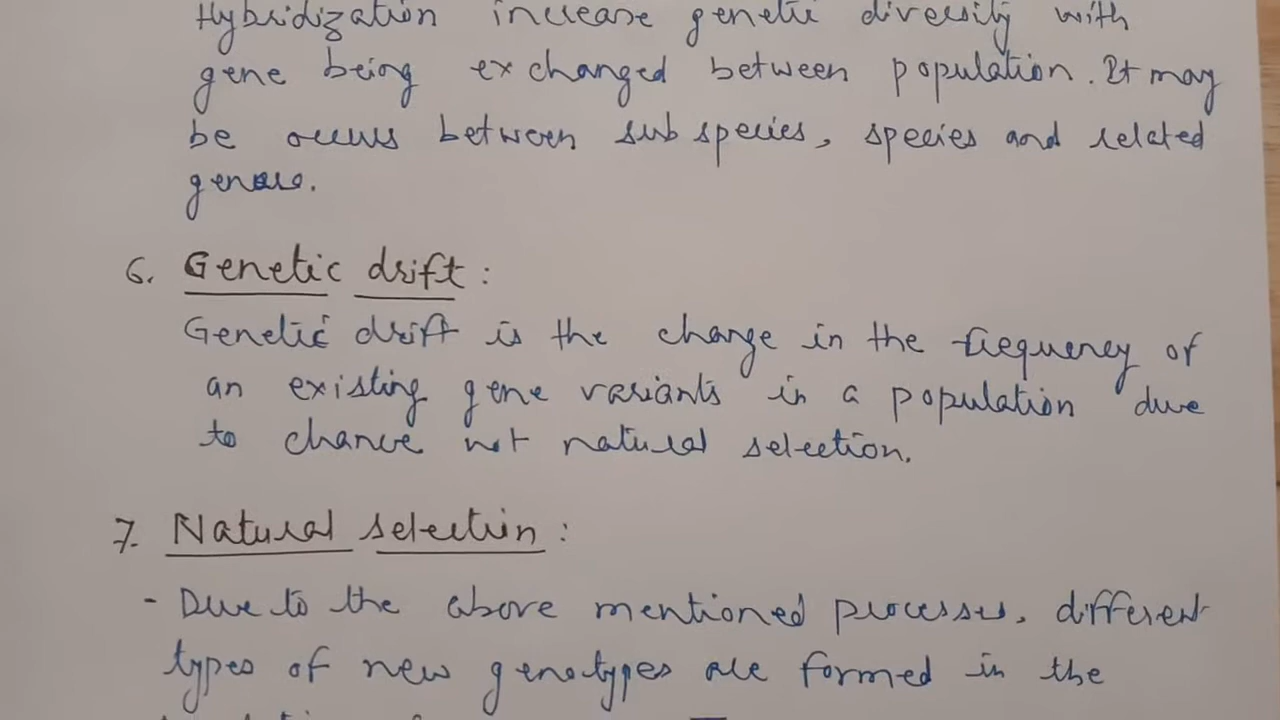 Hybridization increase genetic diversity with
gene being exchanged between population. It may
be occurs between sub species, species and related
6. Genetic drift :
Genetic drift is the change in the frequency of
an existing gene variants in a population due
to chance not natural selection.
7. Natural selection :
- Due to the above mentioned processes, different
types of new genotypes are formed in the